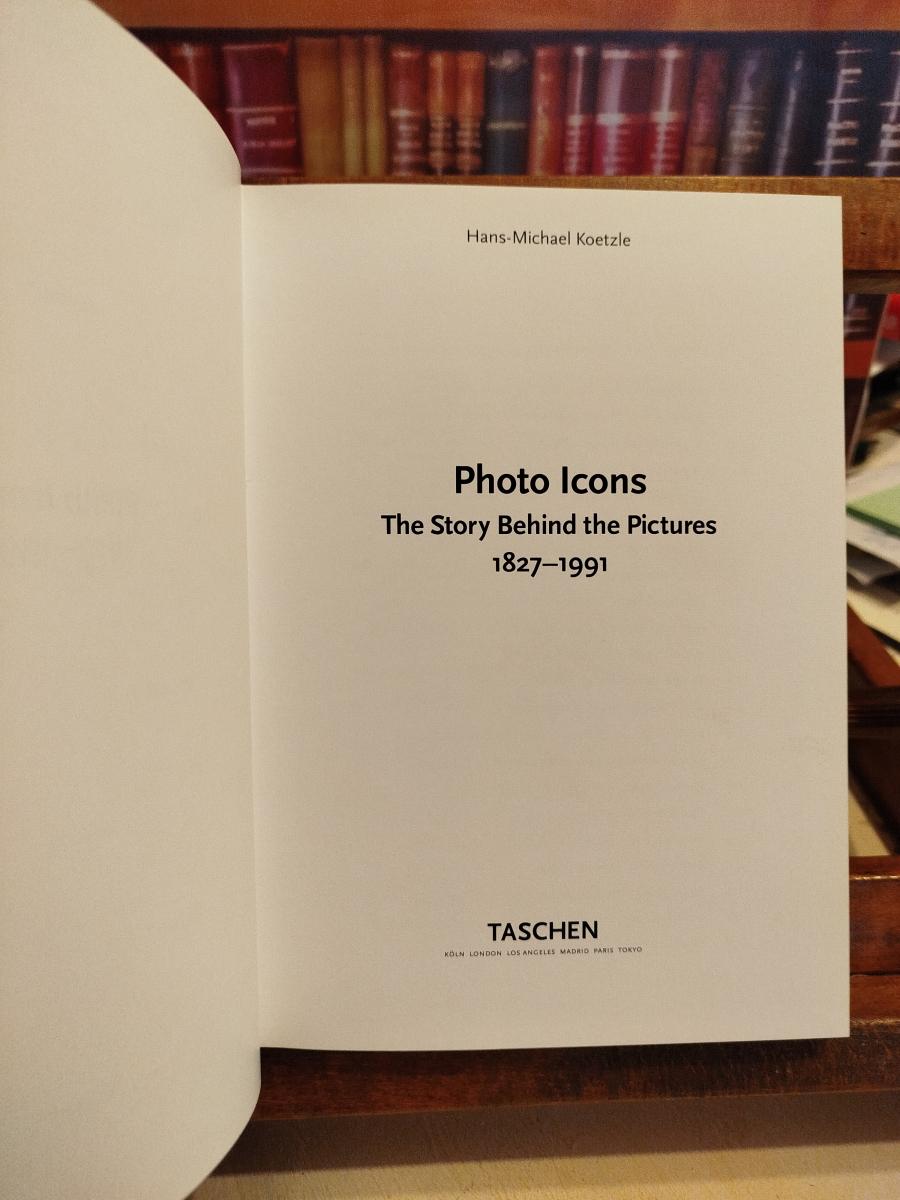 Hans-Michael Koetzle
Photo Icons
The Story Behind the Pictures
1827–1991
TASCHEN
KÖLN LONDON LOS ANGELES MADRID PARIS TOKYO